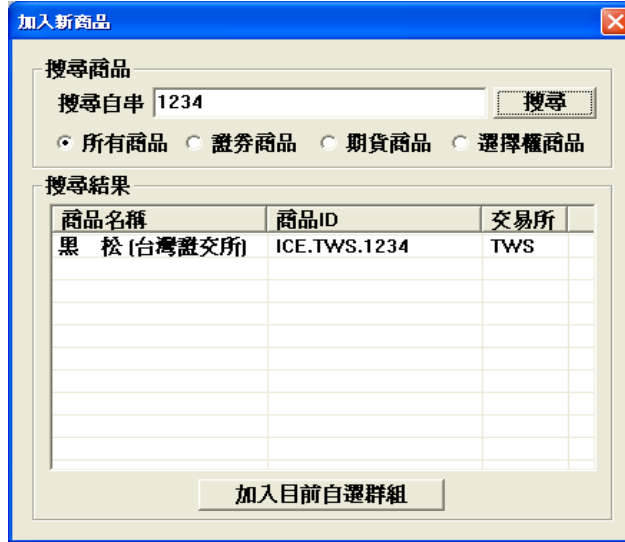 加入新商品
搜尋商品
搜尋自串 1234 搜尋
所有商品 證券商品 期貨商品 選擇權商品
搜尋結果
商品名稱 商品ID 交易所
黑　松 (台灣證交所) ICE.TWS.1234 TWS
加入目前自選群組